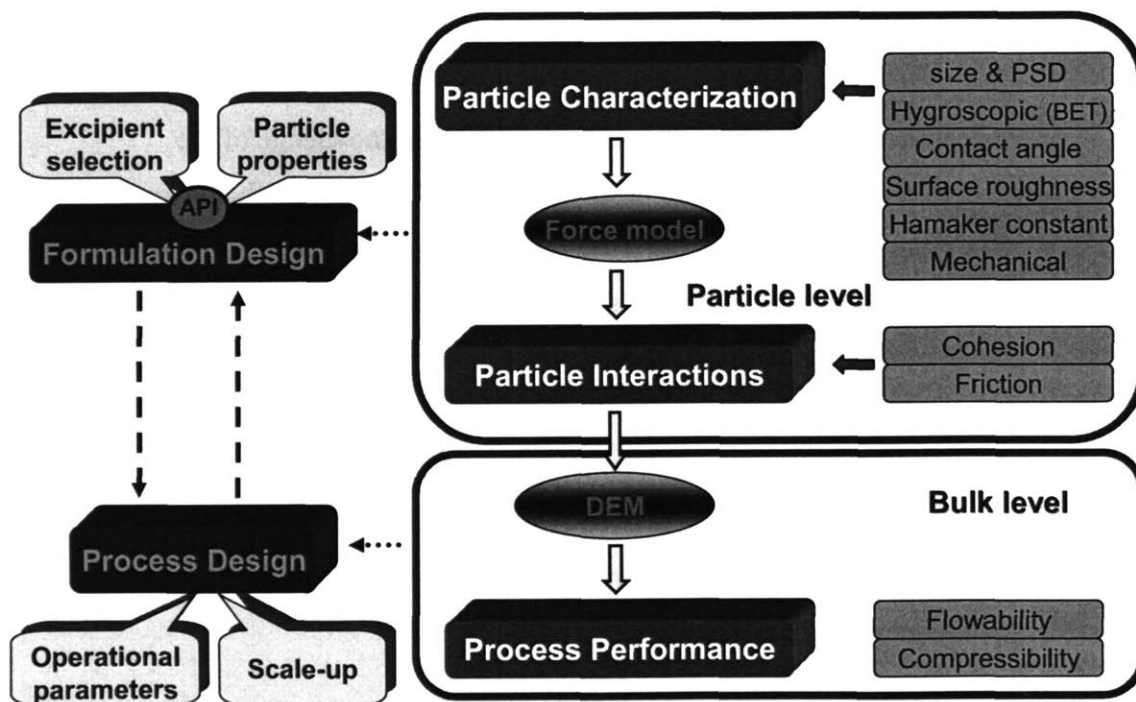 Excipient
selection
Particle
properties
API
Formulation Design
Process Design
Operational
parameters
Scale-up
Particle Characterization
size & PSD
Hygroscopic (BET)
Contact angle
Surface roughness
Hamaker constant
Mechanical
Force model
Particle level
Particle Interactions
Cohesion
Friction
DEM
Bulk level
Process Performance
Flowability
Compressibility